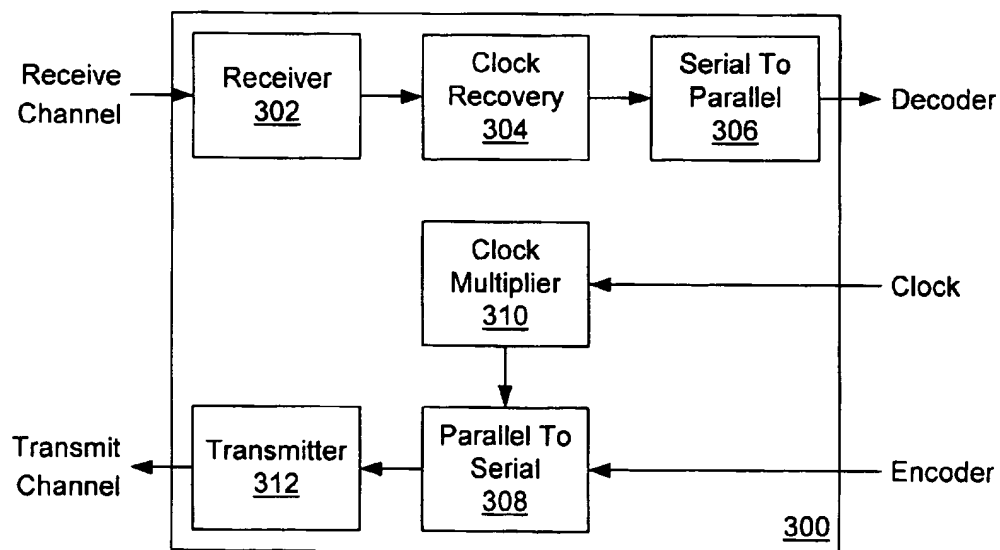 Receive
Channel
Receiver
302
Clock
Recovery
304
Serial To
Parallel
306
Decoder
Clock
Multiplier
310
Clock
Transmit
Channel
Transmitter
312
Parallel To
Serial
308
Encoder
300